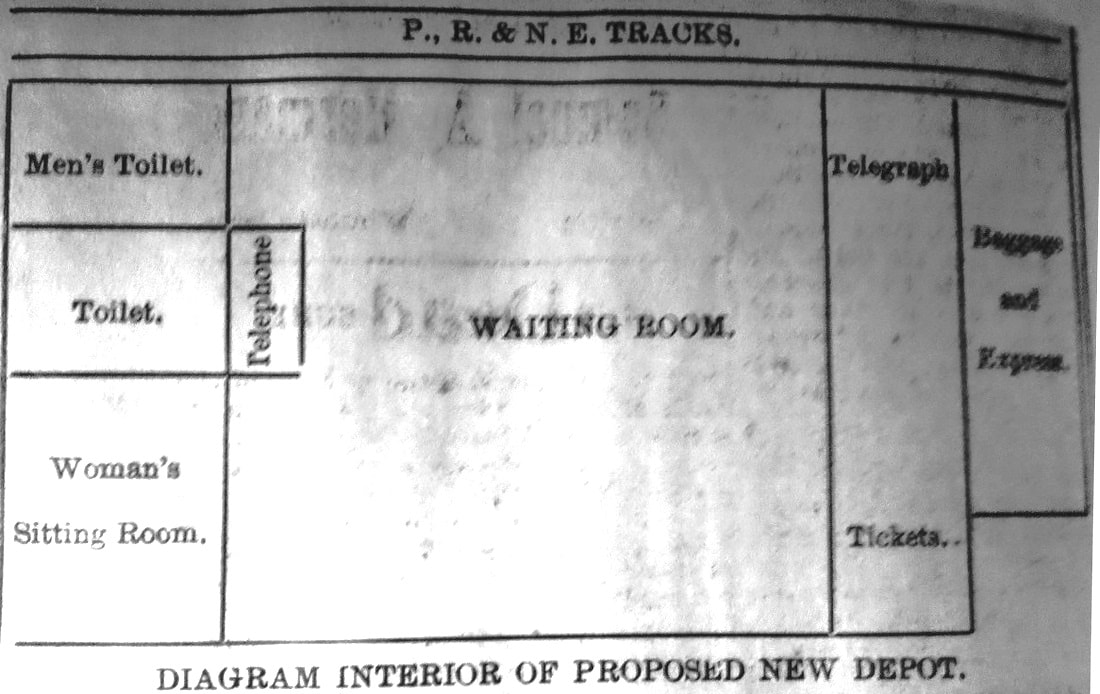 P., R. & N. E. TRACKS.
Men's Toilet.
Telephone
Toilet.
Woman's
Sitting Room.
WAITING ROOM.
Telegraph
Tickets.
Baggage
and
Express.
DIAGRAM INTERIOR OF PROPOSED NEW DEPOT.